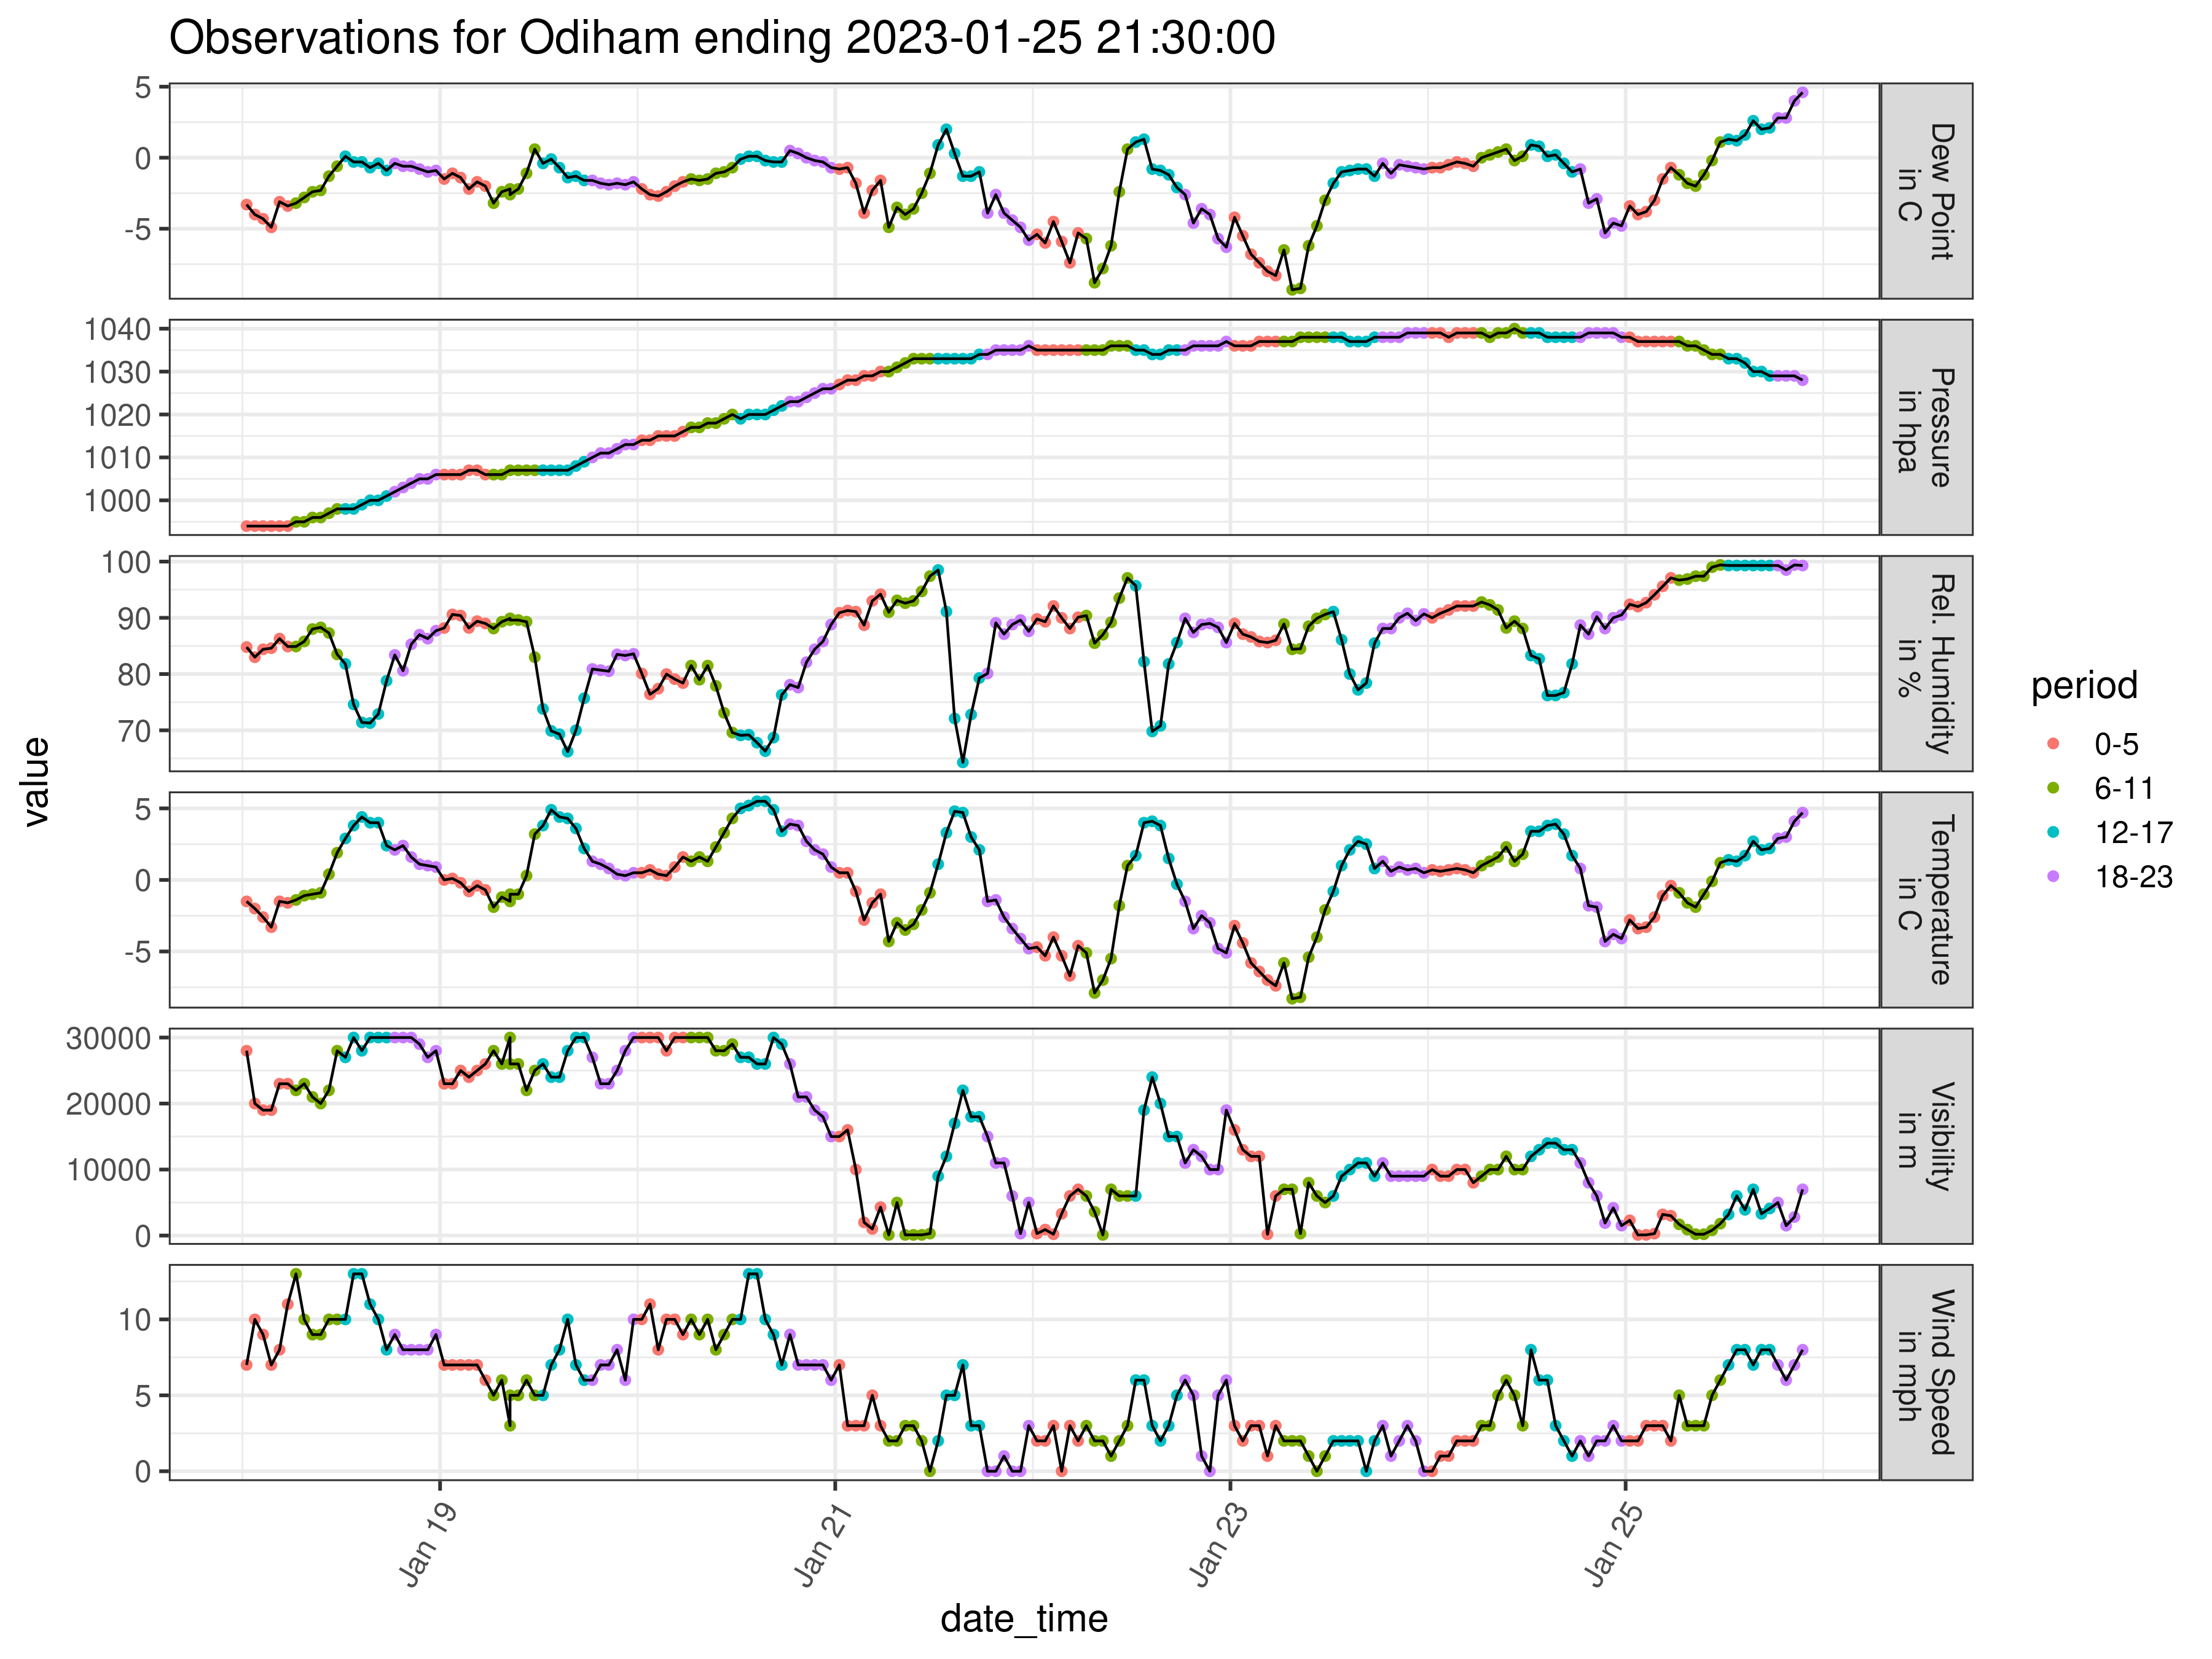 Observations for Odiham ending 2023-01-25 21:30:00
5
0
-5
Dew Point
in C
1040
1030
1020
1010
1000
Pressure
in hpa
100
90
80
70
Rel. Humidity
in %
5
0
-5
Temperature
in C
30000
20000
10000
0
Visibility
in m
10
5
0
Wind Speed
in mph
value
Jan 19
Jan 21
Jan 23
Jan 25
date_time
period
0-5
6-11
12-17
18-23